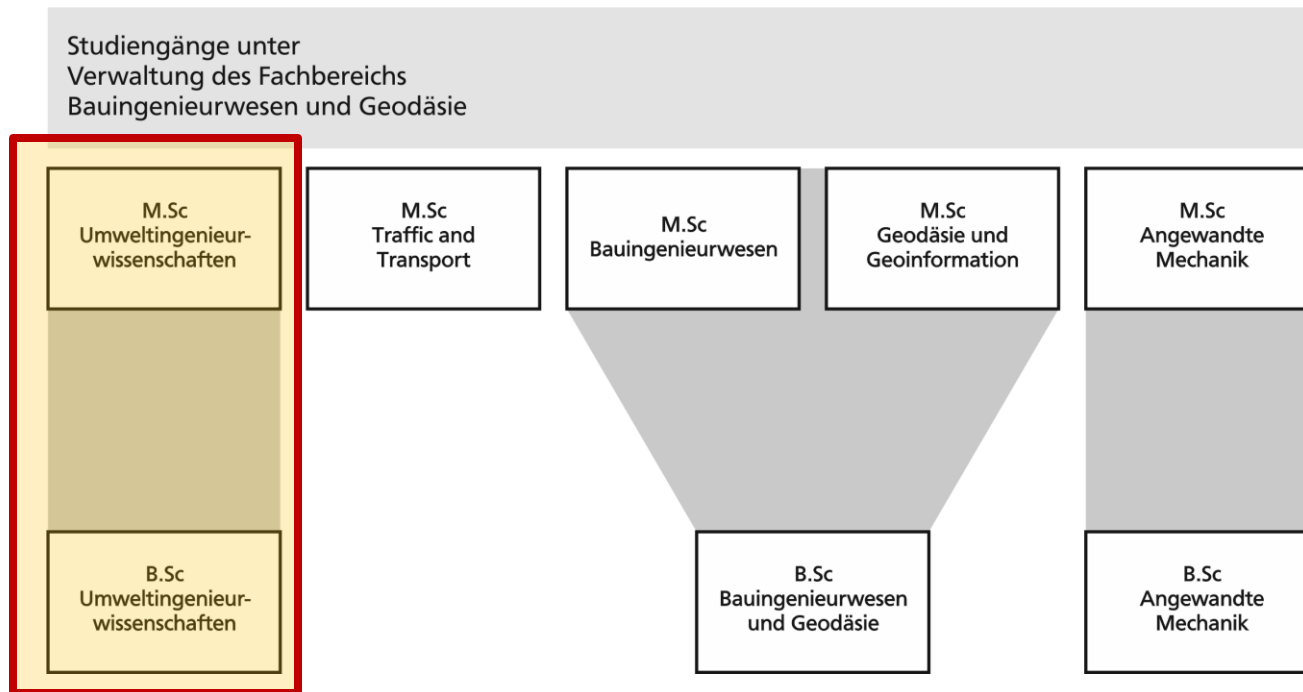 Studiengänge unter
Verwaltung des Fachbereichs
Bauingenieurwesen und Geodäsie
M.Sc
Umweltingenieur-
wissenschaften
M.Sc
Traffic and
Transport
M.Sc
Bauingenieurwesen
M.Sc
Geodäsie und
Geoinformation
M.Sc
Angewandte
Mechanik
B.Sc
Umweltingenieur-
wissenschaften
B.Sc
Bauingenieurwesen
und Geodäsie
B.Sc
Angewandte
Mechanik